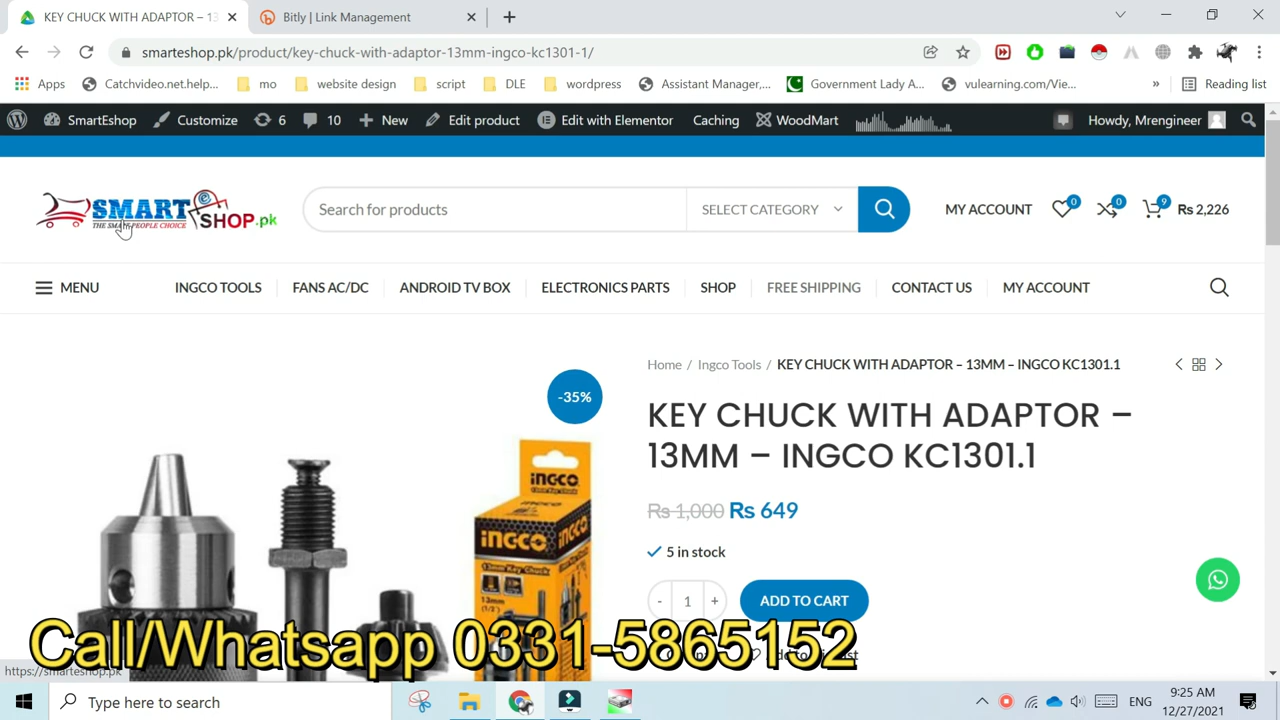 KEY CHUCK WITH ADAPTOR – 13
Bitly | Link Management
smarteshop.pk/product/key-chuck-with-adaptor-13mm-ingco-kc1301-1/
Apps
Catchvideo.net.help...
mo
website design
script
DLE
wordpress
Assistant Manager,...
Government Lady A...
vulearning.com/Vie...
»
Reading list
SmartEshop
Customize
6
10
New
Edit product
Edit with Elementor
Caching
WoodMart
Howdy, Mrengineer
SMART e SHOP.pk
THE SMART PEOPLE CHOICE
Search for products
SELECT CATEGORY
MY ACCOUNT
0
0
9
₨ 2,226
MENU
INGCO TOOLS
FANS AC/DC
ANDROID TV BOX
ELECTRONICS PARTS
SHOP
FREE SHIPPING
CONTACT US
MY ACCOUNT
Home / Ingco Tools / KEY CHUCK WITH ADAPTOR – 13MM – INGCO KC1301.1
-35%
KEY CHUCK WITH ADAPTOR –
13MM – INGCO KC1301.1
₨ 1,000 ₨ 649
5 in stock
- 1 +
ADD TO CART
INGCO
INGCO
Call/Whatsapp 0331-5865152
https://smarteshop.pk
Type here to search
ENG
9:25 AM
12/27/2021